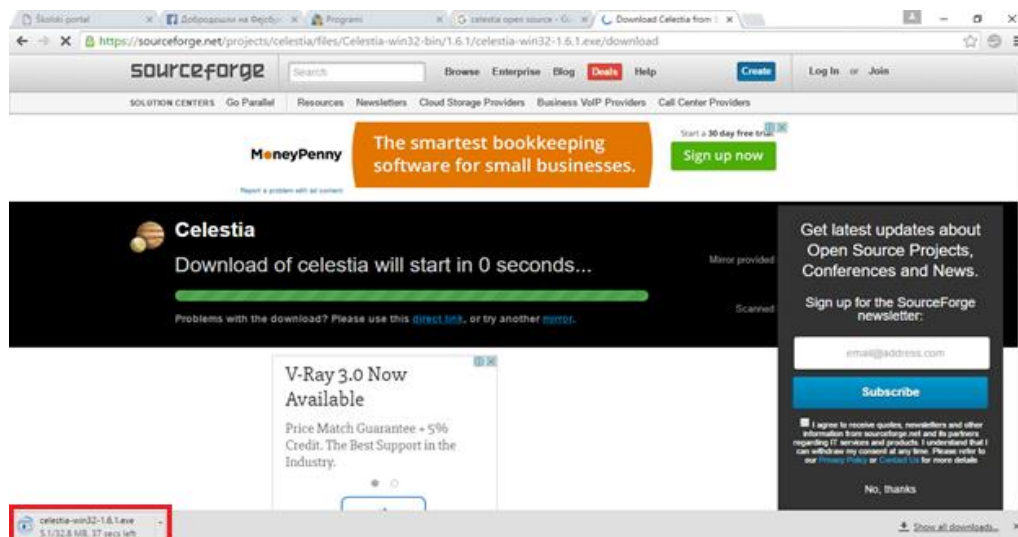 Školski portal
Добродошли на Фејсбу
Programi
celestia open source - Go
Download Celestia from S
https://sourceforge.net/projects/celestia/files/Celestia-win32-bin/1.6.1/celestia-win32-1.6.1.exe/download
sourceforge
Search
Browse Enterprise Blog Deals Help
Create
Log In or Join
SOLUTION CENTERS Go Parallel Resources Newsletters Cloud Storage Providers Business VoIP Providers Call Center Providers
MoneyPenny
The smartest bookkeeping
software for small businesses.
Start a 30 day free trial
Sign up now
Report a problem with ad content
Celestia
Download of celestia will start in 0 seconds...
Problems with the download? Please use this direct link, or try another mirror.
Mirror provided
Scanned
Get latest updates about
Open Source Projects,
Conferences and News.
Sign up for the SourceForge
newsletter:
email@address.com
Subscribe
I agree to receive quotes, newsletters and other
information from sourceforge.net and its partners
regarding IT services and products. I understand that I
can withdraw my consent at any time. Please refer to
our Privacy Policy or Contact Us for more details
No, thanks
V-Ray 3.0 Now
Available
Price Match Guarantee + 5%
Credit. The Best Support in the
Industry.
celestia-win32-1.6.1.exe
5.1/32.8 MB, 37 secs left
Show all downloads...